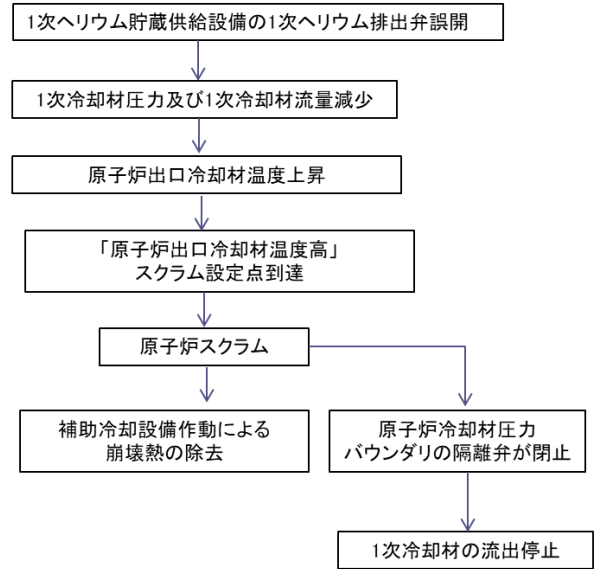 1次ヘリウム貯蔵供給設備の1次ヘリウム排出弁誤開
1次冷却材圧力及び1次冷却材流量減少
原子炉出口冷却材温度上昇
「原子炉出口冷却材温度高」
スクラム設定点到達
原子炉スクラム
補助冷却設備作動による
崩壊熱の除去
原子炉冷却材圧力
バウンダリの隔離弁が閉止
1次冷却材の流出停止